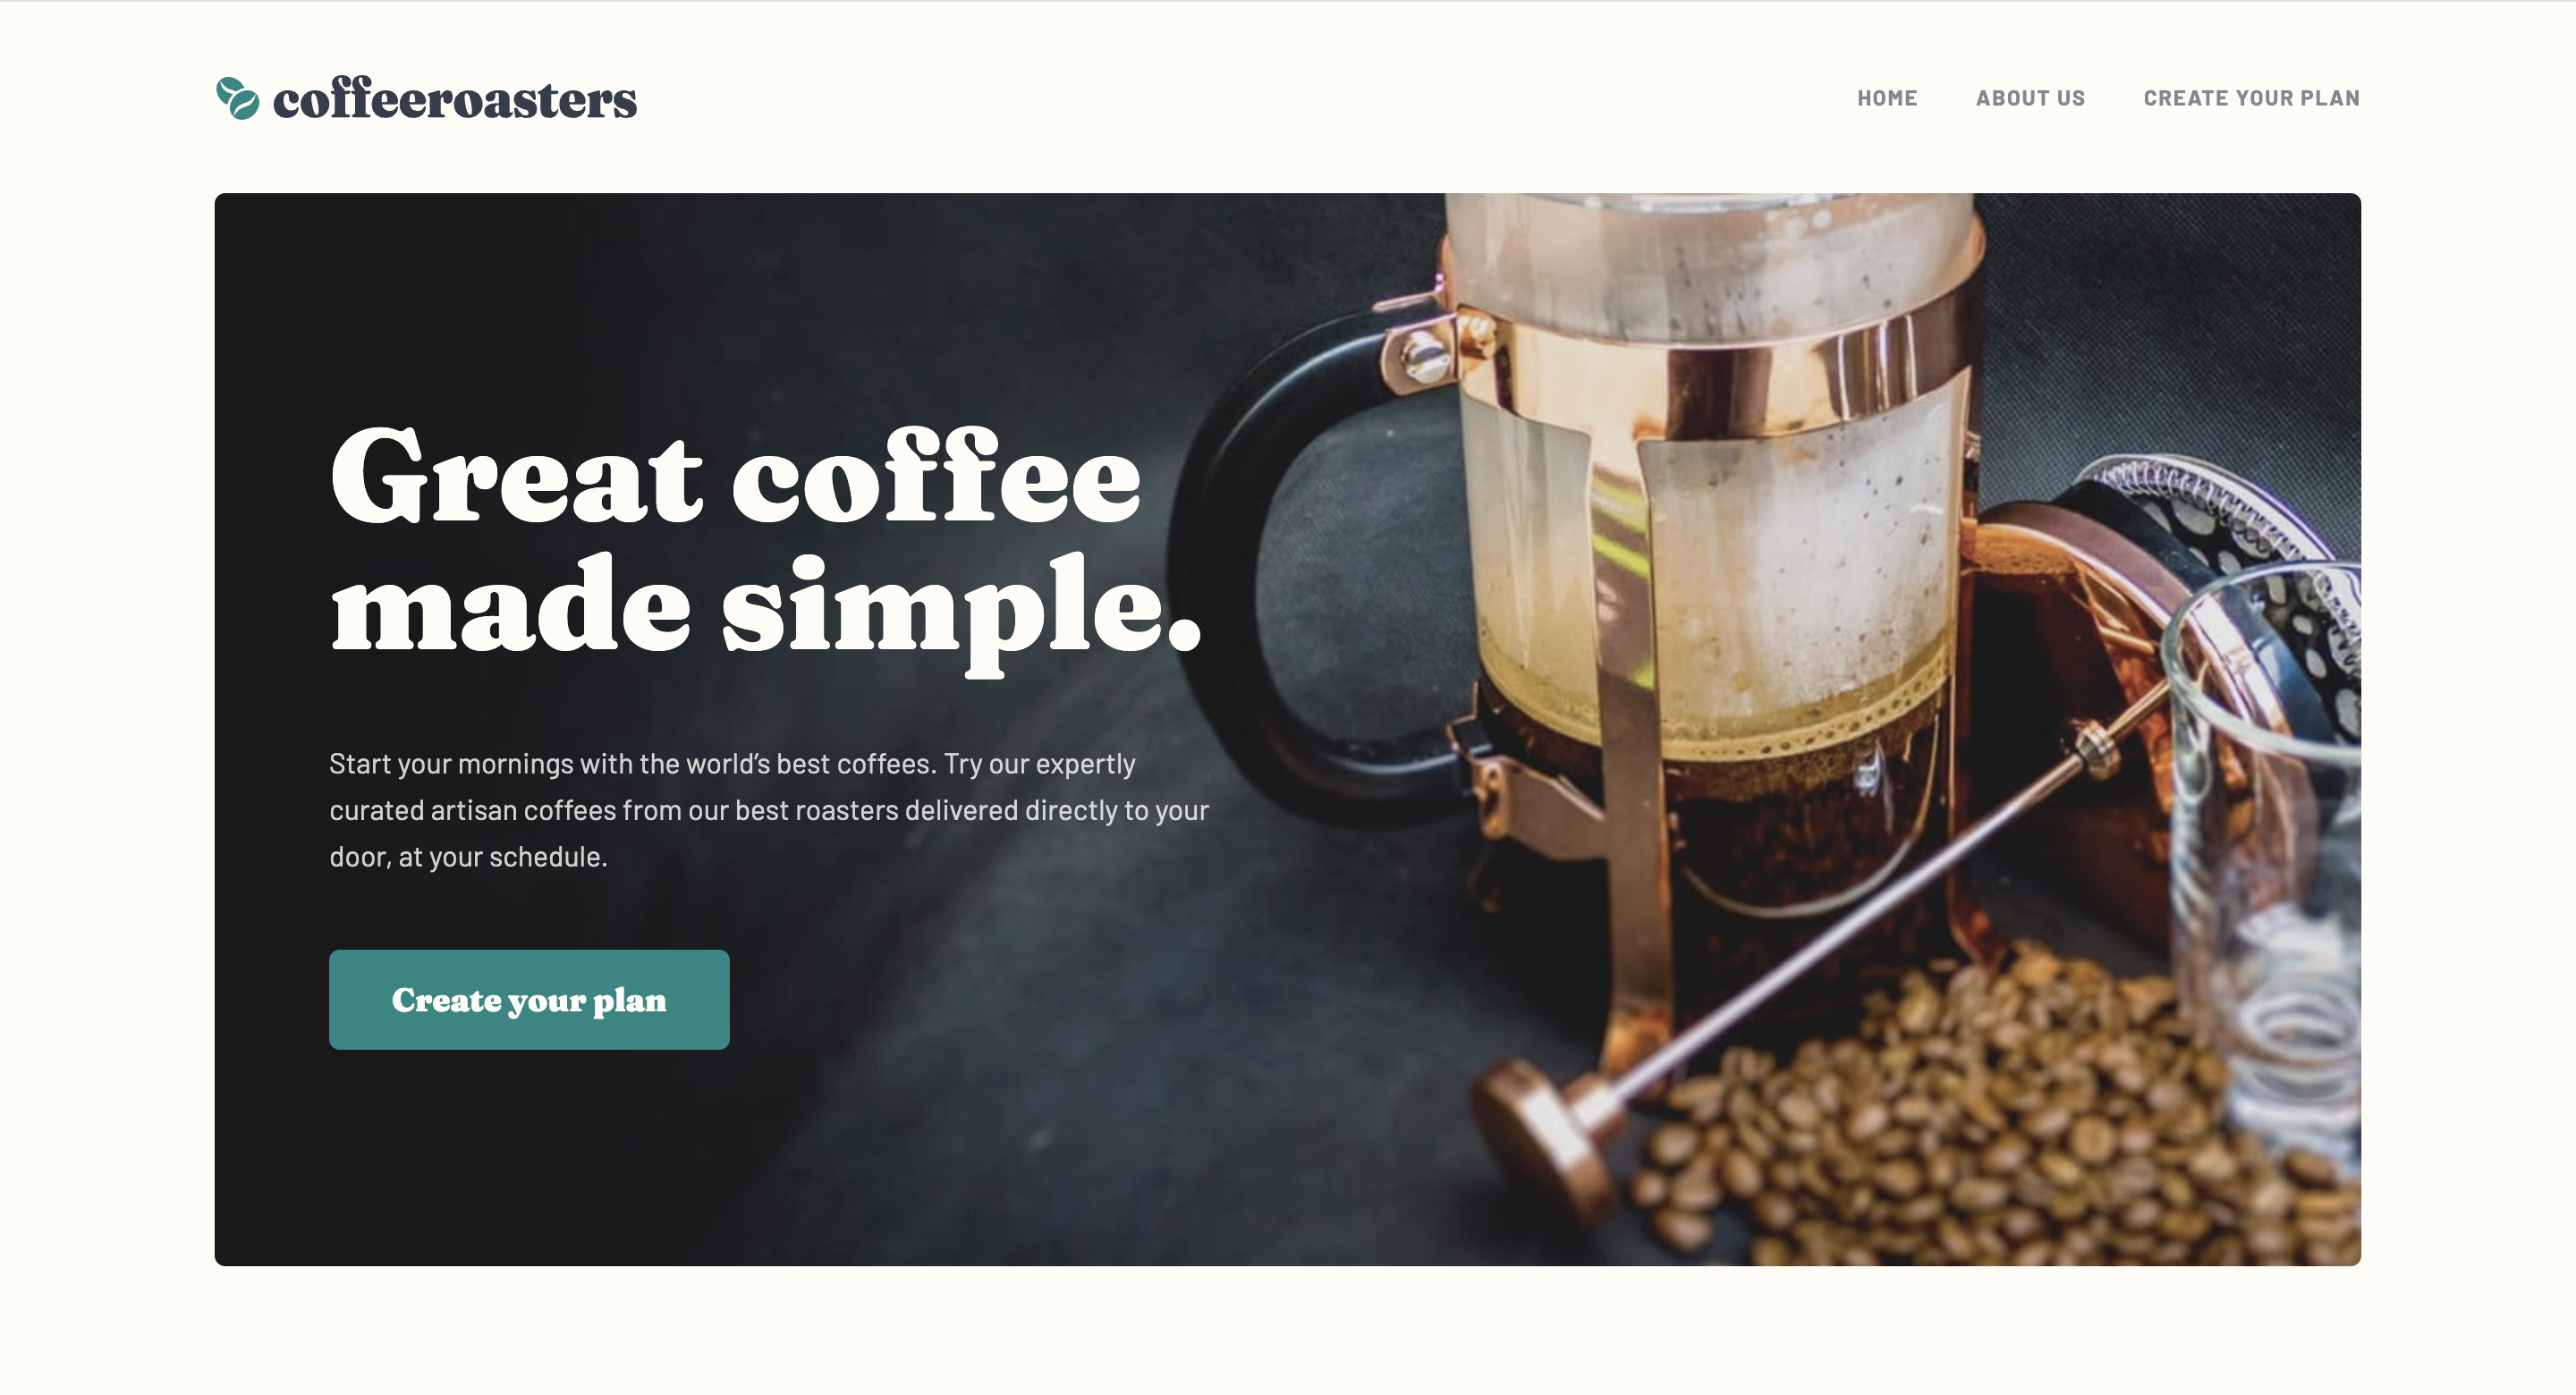 coffeeroasters
HOME ABOUT US CREATE YOUR PLAN
Great coffee
made simple.
Start your mornings with the world’s best coffees. Try our expertly
curated artisan coffees from our best roasters delivered directly to your
door, at your schedule.
Create your plan